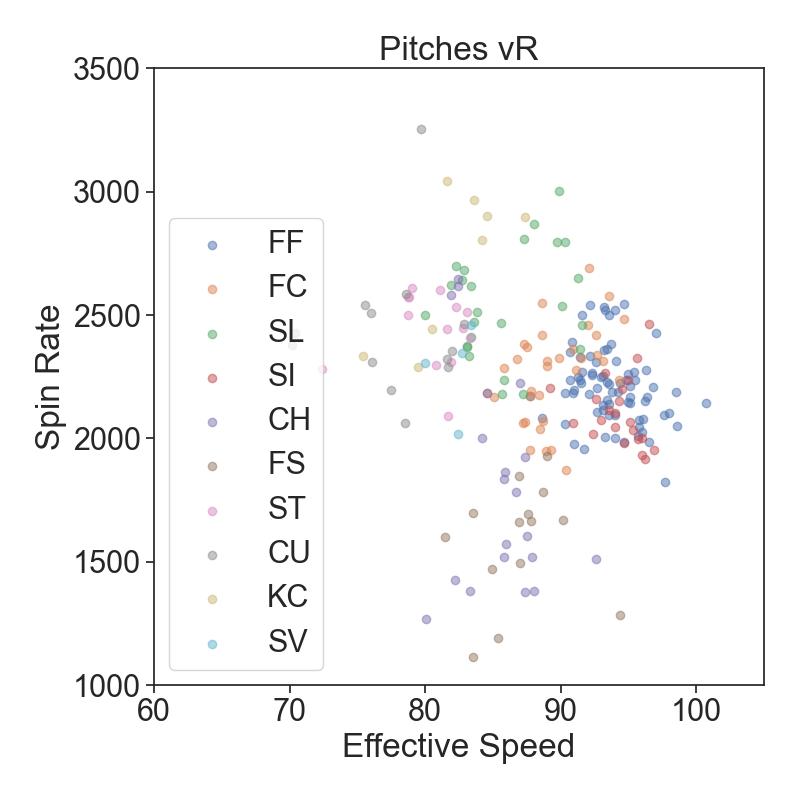 Pitches vR
3500
3000
2500
2000
1500
1000
Spin Rate
FF
FC
SL
SI
CH
FS
ST
CU
KC
SV
60 70 80 90 100
Effective Speed